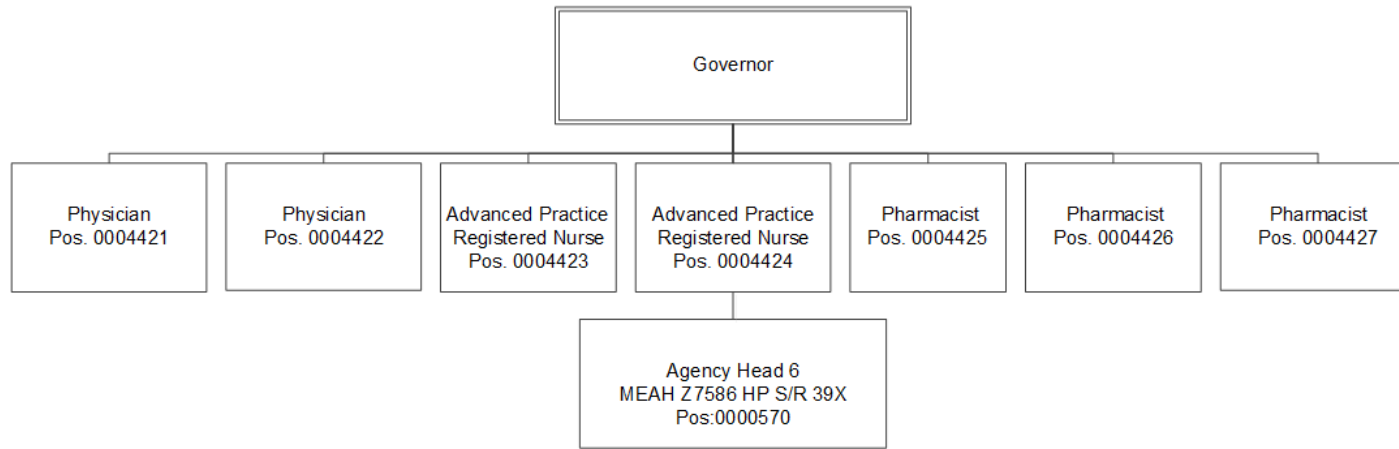 Governor
Physician
Pos. 0004421
Physician
Pos. 0004422
Advanced Practice
Registered Nurse
Pos. 0004423
Advanced Practice
Registered Nurse
Pos. 0004424
Pharmacist
Pos. 0004425
Pharmacist
Pos. 0004426
Pharmacist
Pos. 0004427
Agency Head 6
MEAH Z7586 HP S/R 39X
Pos:0000570